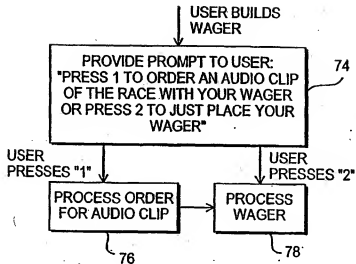 USER BUILDS
WAGER
PROVIDE PROMPT TO USER:
"PRESS 1 TO ORDER AN AUDIO CLIP
OF THE RACE WITH YOUR WAGER
OR PRESS 2 TO JUST PLACE YOUR
WAGER"
74
USER
PRESSES "1"
USER
PRESSES "2"
PROCESS ORDER
FOR AUDIO CLIP
PROCESS
WAGER
76
78